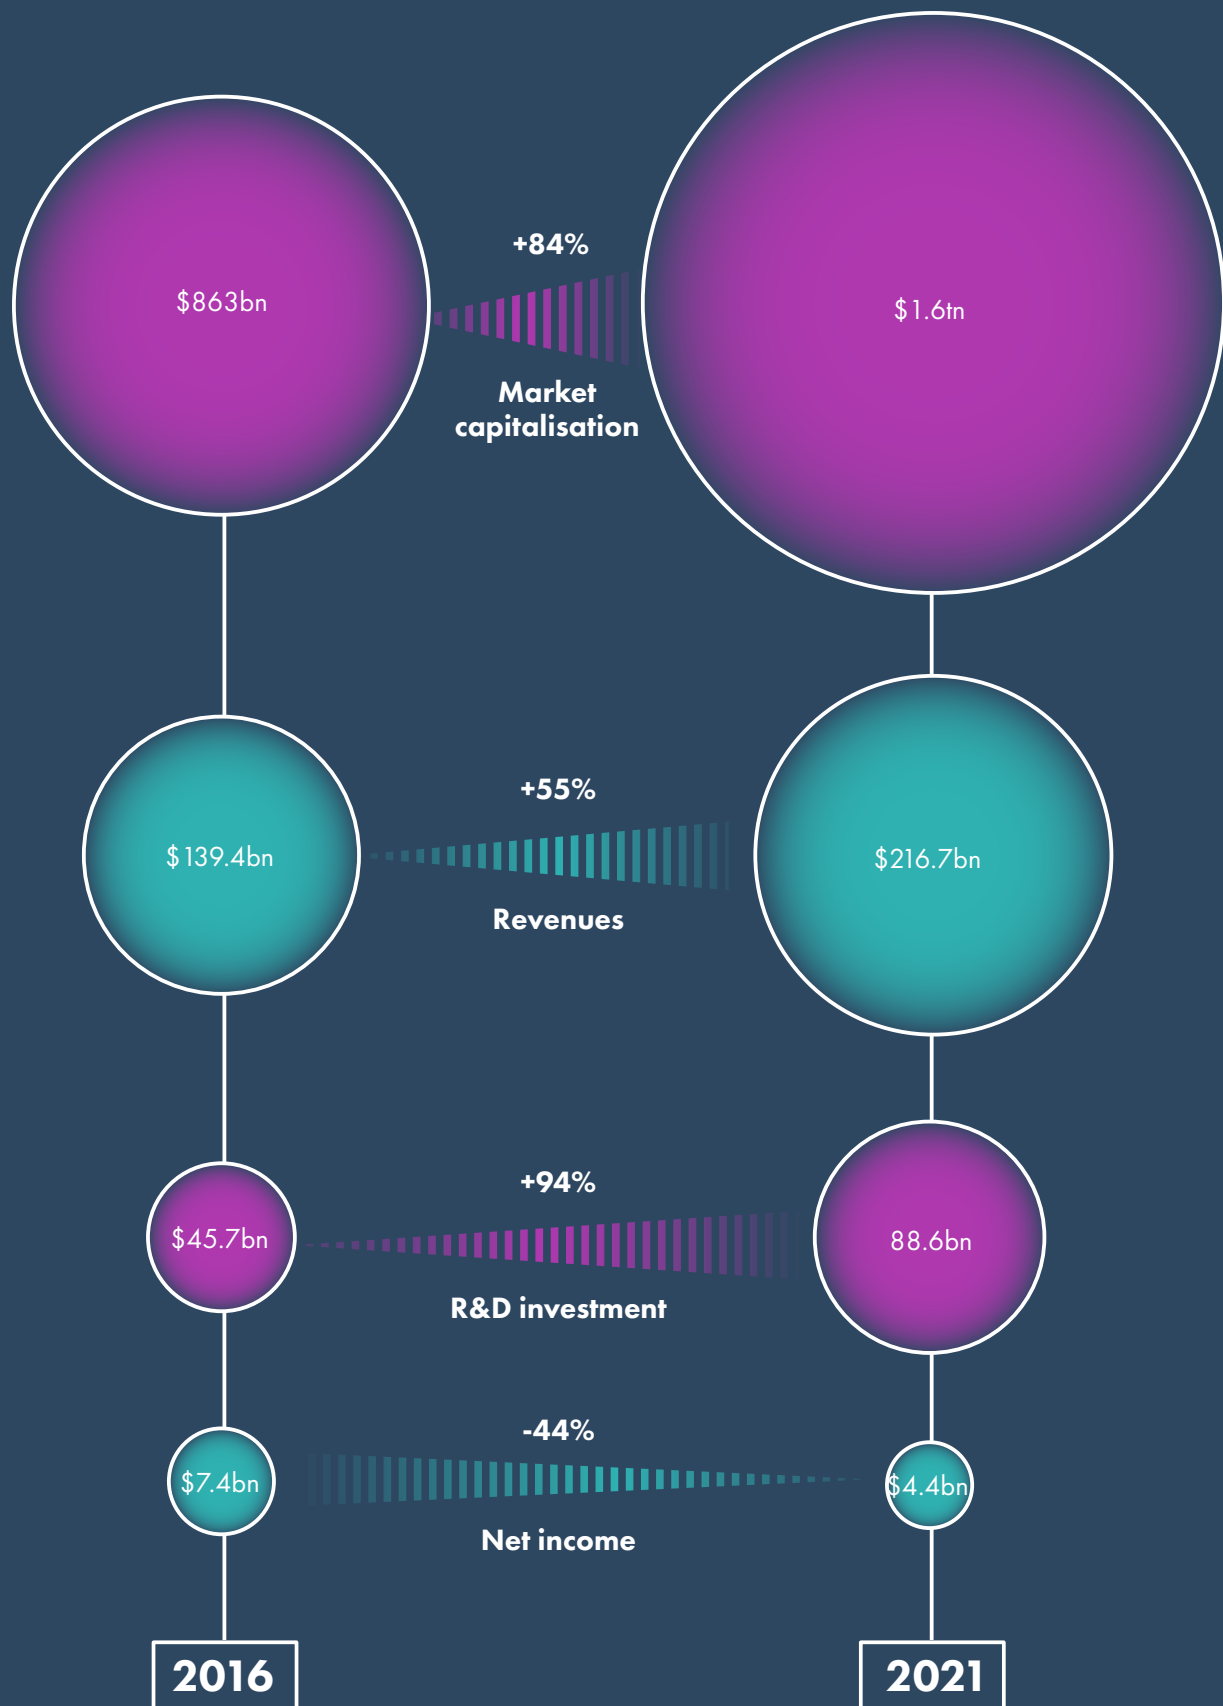 +84%
$863bn
$1.6tn
Market
capitalisation
+55%
$139.4bn
$216.7bn
Revenues
+94%
$45.7bn
88.6bn
R&D investment
-44%
$7.4bn
$4.4bn
Net income
2016
2021